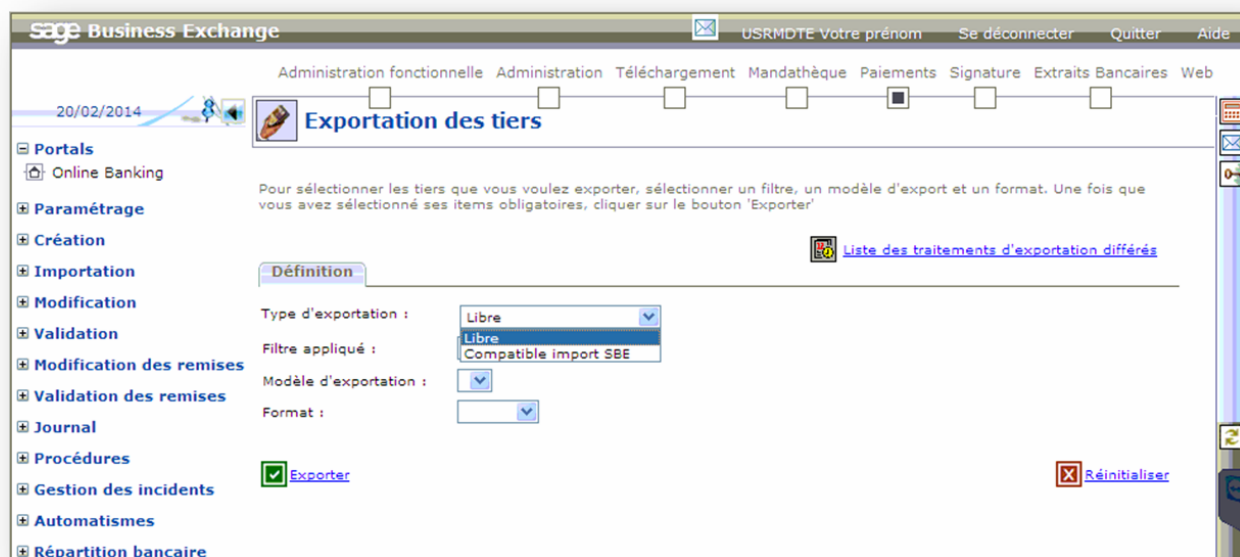 sage Business Exchange
USRMDTE Votre prénom Se déconnecter Quitter Aide
Administration fonctionnelle Administration Téléchargement Mandathèque Paiements Signature Extraits Bancaires Web
20/02/2014
Exportation des tiers
Portals
Online Banking
Paramétrage
Création
Importation
Modification
Validation
Modification des remises
Validation des remises
Journal
Procédures
Gestion des incidents
Automatismes
Répartition bancaire
Pour sélectionner les tiers que vous voulez exporter, sélectionner un filtre, un modèle d'export et un format. Une fois que
vous avez sélectionné ses items obligatoires, cliquer sur le bouton 'Exporter'
Liste des traitements d'exportation différés
Définition
Type d'exportation : Libre
Libre
Filtre appliqué : Compatible import SBE
Modèle d'exportation :
Format :
Exporter Réinitialiser